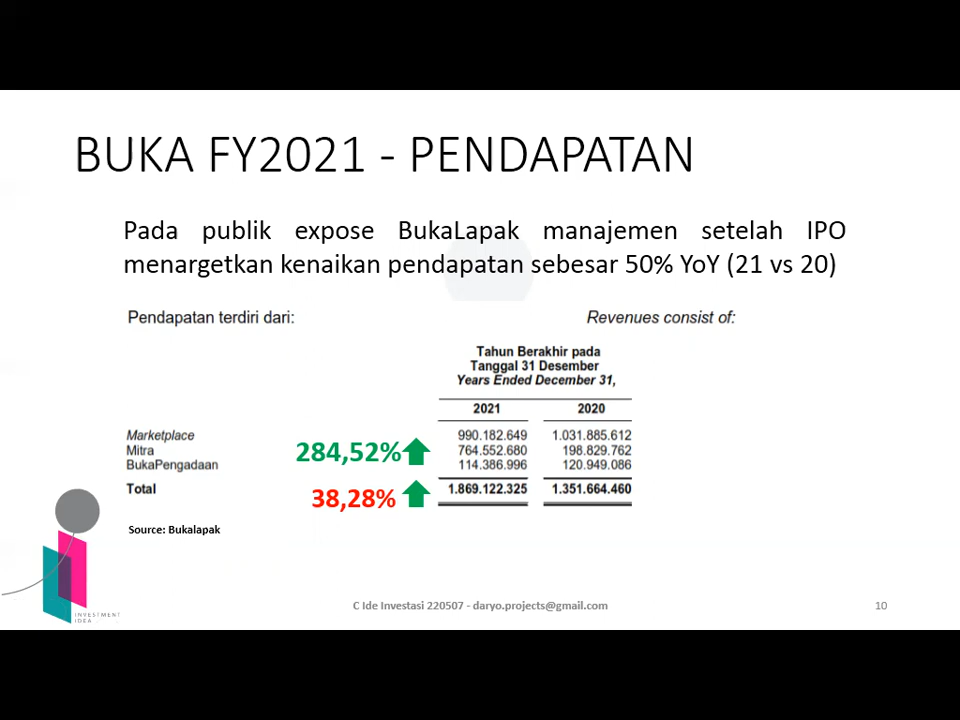 BUKA FY2021 - PENDAPATAN
Pada publik expose BukaLapak manajemen setelah IPO
menargetkan kenaikan pendapatan sebesar 50% YoY (21 vs 20)
Pendapatan terdiri dari: Revenues consist of:
Tahun Berakhir pada
Tanggal 31 Desember
Years Ended December 31,
2021 2020
Marketplace 990.182.649 1.031.885.612
Mitra 284,52% 764.552.680 198.829.762
BukaPengadaan 114.386.996 120.949.086
Total 38,28% 1.869.122.325 1.351.664.460
Source: Bukalapak
INVESTMENT
IDEA
C Ide Investasi 220507 - daryo.projects@gmail.com 10